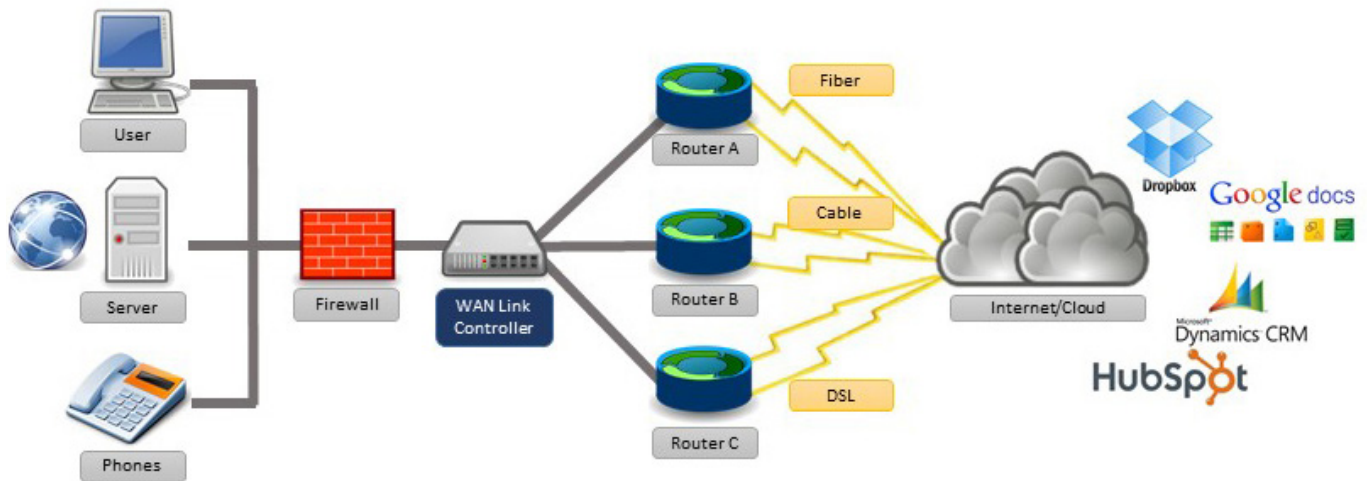 User
Server
Phones
Firewall
WAN Link
Controller
Router A
Router B
Router C
Fiber
Cable
DSL
Internet/Cloud
Dropbox
Google docs
Microsoft®
Dynamics CRM
HubSpot